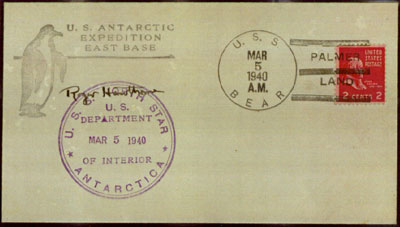 U.S. ANTARCTIC
EXPEDITION
EAST BASE
U.S.S.
MAR
5
1940
A.M.
BEAR
PALMER
LAND
UNITED
STATES
POSTAGE
2 CENTS 2
Roger
U.S.S. NORTH STAR
U.S.
DEPARTMENT
MAR 5 1940
OF INTERIOR
ANTARCTICA